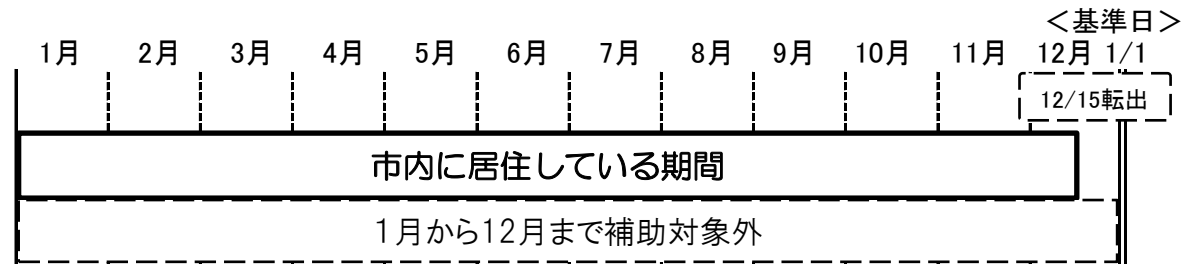 ＜基準日＞
1月 2月 3月 4月 5月 6月 7月 8月 9月 10月 11月 12月 1/1
12/15転出
市内に居住している期間
1月から12月まで補助対象外